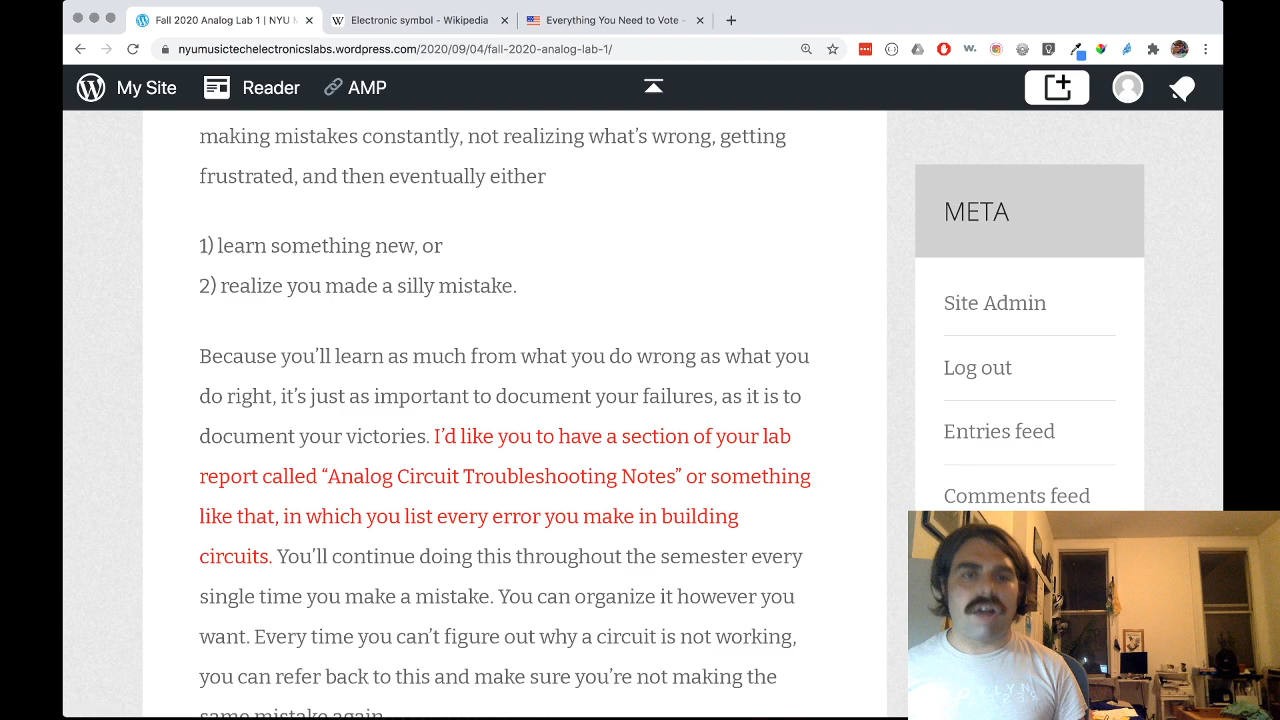 Fall 2020 Analog Lab 1 | NYU M
Electronic symbol - Wikipedia
Everything You Need to Vote -
nyumusictechelectronicslabs.wordpress.com/2020/09/04/fall-2020-analog-lab-1/
My Site
Reader
AMP
making mistakes constantly, not realizing what’s wrong, getting
frustrated, and then eventually either
1) learn something new, or
2) realize you made a silly mistake.
Because you’ll learn as much from what you do wrong as what you
do right, it’s just as important to document your failures, as it is to
document your victories. I’d like you to have a section of your lab
report called “Analog Circuit Troubleshooting Notes” or something
like that, in which you list every error you make in building
circuits. You’ll continue doing this throughout the semester every
single time you make a mistake. You can organize it however you
want. Every time you can’t figure out why a circuit is not working,
you can refer back to this and make sure you’re not making the
same mistake again
META
Site Admin
Log out
Entries feed
Comments feed